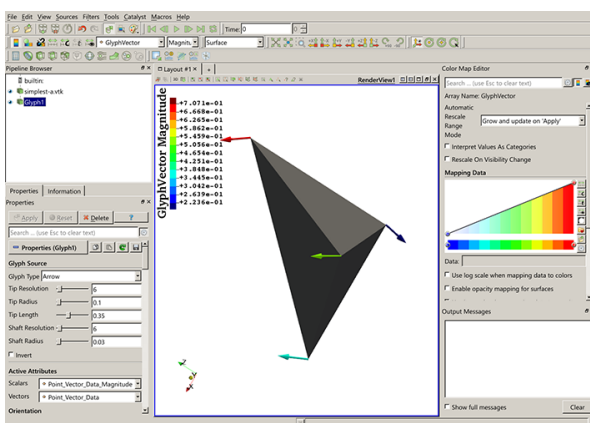 File Edit View Sources Filters Tools Catalyst Macros Help
Time: 0 0
GlyphVector Magnitu Surface
Pipeline Browser
builtin:
simplest-a.vtk
Glyph1
Properties Information
Properties
Apply Reset Delete ?
Search ... (use Esc to clear text)
Properties (Glyph1)
Glyph Source
Glyph Type Arrow
Tip Resolution 6
Tip Radius 0.1
Tip Length 0.35
Shaft Resolution 6
Shaft Radius 0.03
Invert
Active Attributes
Scalars Point_Vector_Data_Magnitude
Vectors Point_Vector_Data
Orientation
Layout #1 × +
RenderView1
GlyphVector Magnitude
+7.071e-01
+6.668e-01
+6.265e-01
+5.862e-01
+5.459e-01
+5.056e-01
+4.654e-01
+4.251e-01
+3.848e-01
+3.445e-01
+3.042e-01
+2.639e-01
+2.236e-01
Z
Y
X
Color Map Editor
Search ... (use Esc to clear text)
Array Name: GlyphVector
Automatic
Rescale
Range
Mode
Grow and update on 'Apply'
Interpret Values As Categories
Rescale On Visibility Change
Mapping Data
Data:
Use log scale when mapping data to colors
Enable opacity mapping for surfaces
Output Messages
Show full messages Clear